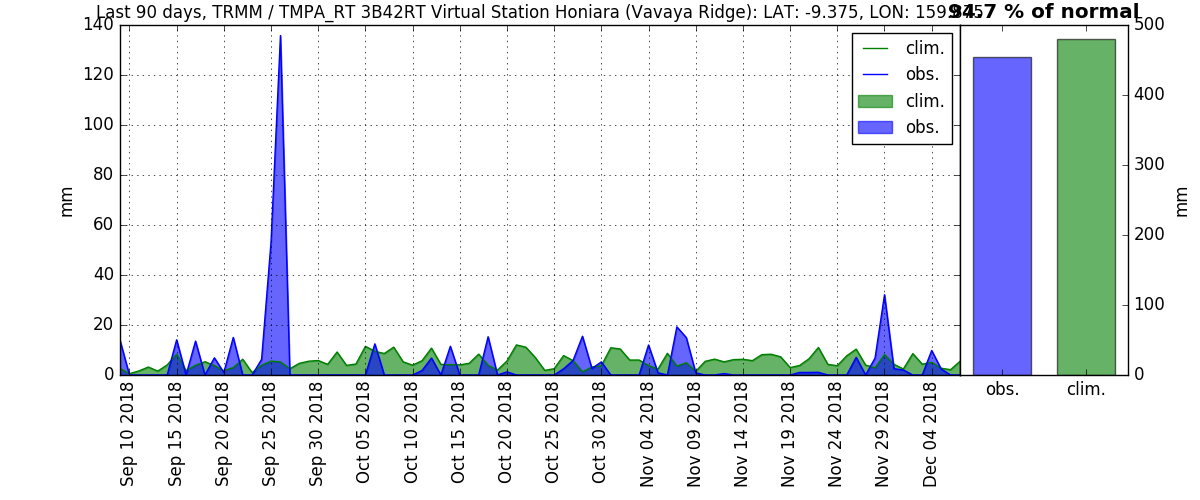 Last 90 days, TRMM / TMPA_RT 3B42RT Virtual Station Honiara (Vavaya Ridge): LAT: -9.375, LON:
94.7 % of normal
140
120
100
80
60
40
20
0
mm
clim.
obs.
clim.
obs.
500
400
300
200
100
0
mm
obs.
clim.
Sep 10 2018
Sep 15 2018
Sep 20 2018
Sep 25 2018
Sep 30 2018
Oct 05 2018
Oct 10 2018
Oct 15 2018
Oct 20 2018
Oct 25 2018
Oct 30 2018
Nov 04 2018
Nov 09 2018
Nov 14 2018
Nov 19 2018
Nov 24 2018
Nov 29 2018
Dec 04 2018